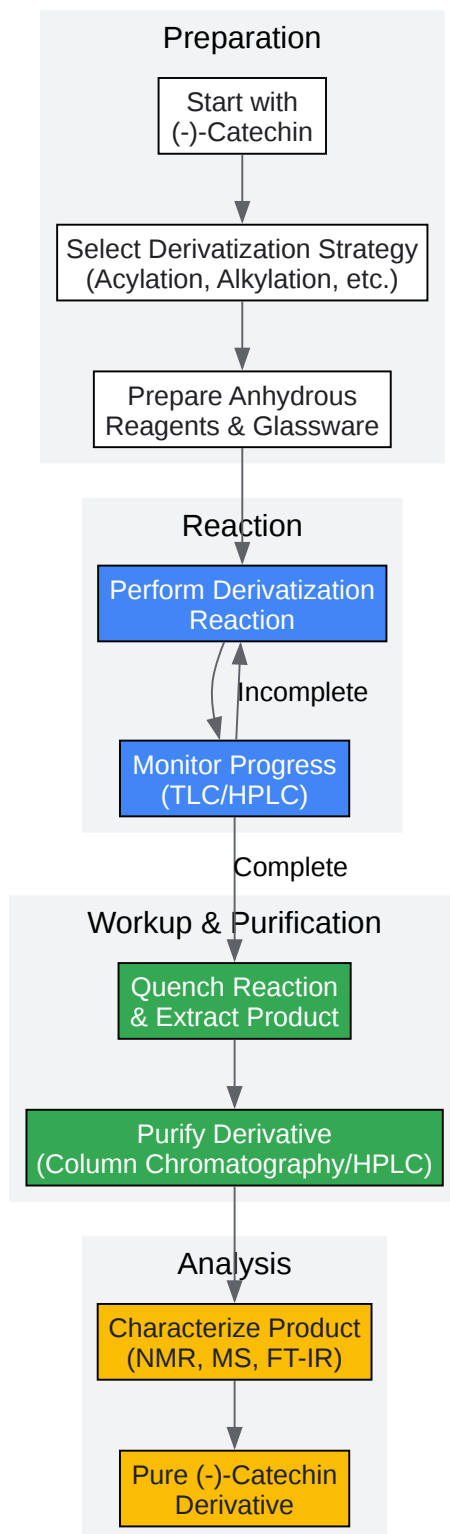 Preparation
Start with
(-)-Catechin
Select Derivatization Strategy
(Acylation, Alkylation, etc.)
Prepare Anhydrous
Reagents & Glassware
Reaction
Perform Derivatization
Reaction
Incomplete
Monitor Progress
(TLC/HPLC)
Complete
Workup & Purification
Quench Reaction
& Extract Product
Purify Derivative
(Column Chromatography/HPLC)
Analysis
Characterize Product
(NMR, MS, FT-IR)
Pure (-)-Catechin
Derivative